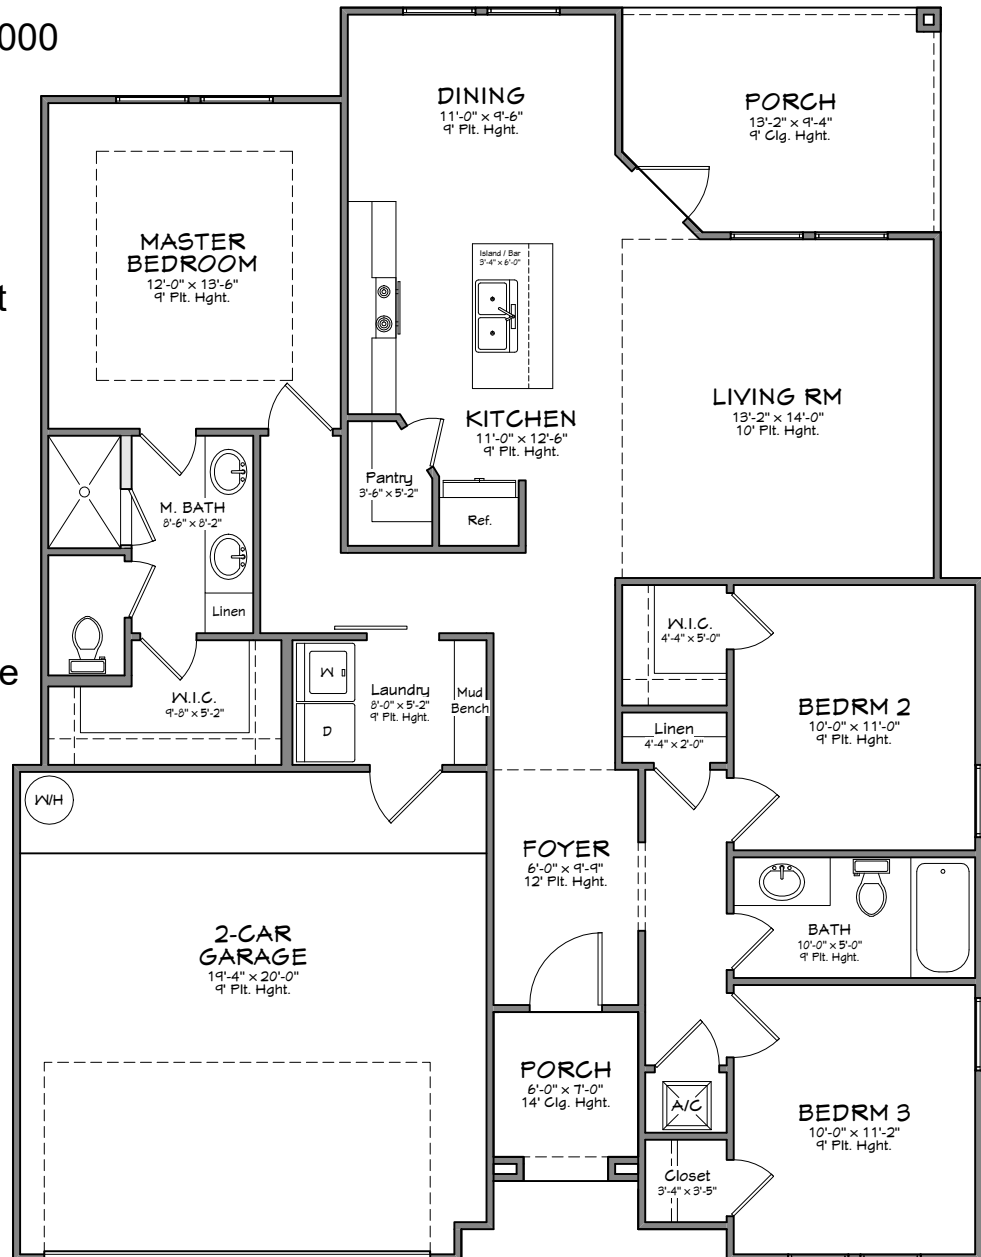 000
DINING
11'-0" x 9'-6"
9' Plt. Hght.
PORCH
13'-2" x 9'-4"
9' Clg. Hght.
MASTER
BEDROOM
12'-0" x 13'-6"
9' Plt. Hght.
Island / Bar
3'-4" x 6'-0"
t
LIVING RM
13'-2" x 14'-0"
10' Plt. Hght.
KITCHEN
11'-0" x 12'-6"
9' Plt. Hght.
Pantry
3'-6" x 5'-2"
Ref.
M. BATH
8'-6" x 8'-2"
Linen
W.I.C.
4'-4" x 5'-0"
e
W.I.C.
9'-8" x 5'-2"
W
D
Laundry
8'-0" x 5'-2"
9' Plt. Hght.
Mud
Bench
BEDRM 2
10'-0" x 11'-0"
9' Plt. Hght.
Linen
4'-4" x 2'-0"
W/H
FOYER
6'-0" x 9'-9"
12' Plt. Hght.
2-CAR
GARAGE
19'-4" x 20'-0"
9' Plt. Hght.
BATH
10'-0" x 5'-0"
9' Plt. Hght.
PORCH
6'-0" x 7'-0"
14' Clg. Hght.
A/C
BEDRM 3
10'-0" x 11'-2"
9' Plt. Hght.
Closet
3'-4" x 3'-5"